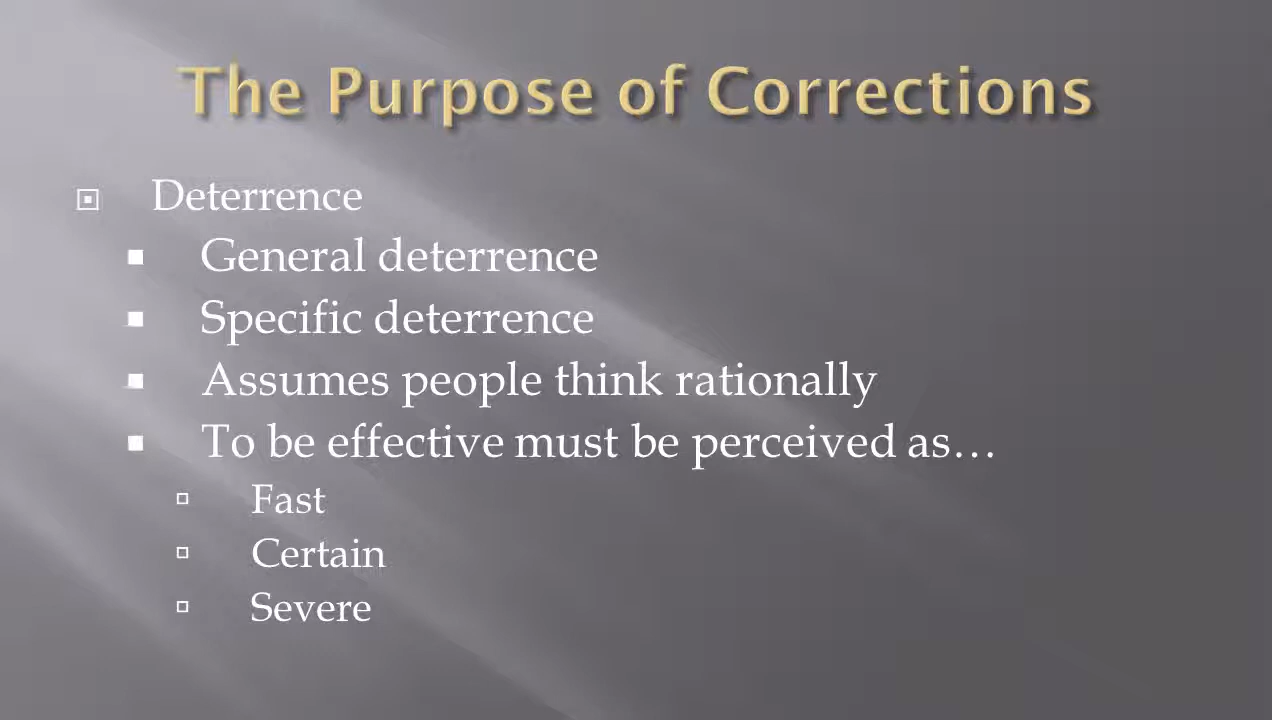 The Purpose of Corrections
Deterrence
General deterrence
Specific deterrence
Assumes people think rationally
To be effective must be perceived as…
Fast
Certain
Severe